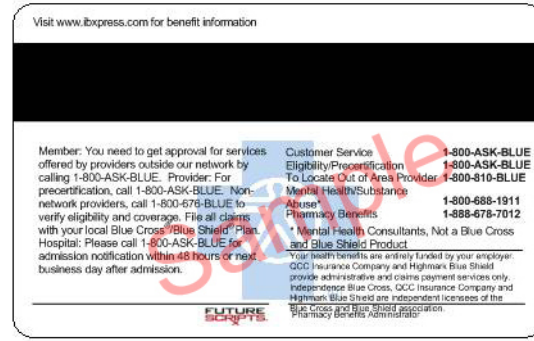 Visit www.ibxpress.com for benefit information
Member: You need to get approval for services
offered by providers outside our network by
calling 1-800-ASK-BLUE. Provider: For
precertification, call 1-800-ASK-BLUE. Non-
network providers, call 1-800-676-BLUE to
verify eligibility and coverage. File all claims
with your local Blue Cross / Blue Shield® Plan.
Hospital: Please call 1-800-ASK-BLUE for
admission notification within 48 hours or next
business day after admission.
Customer Service 1-800-ASK-BLUE
Eligibility/Precertification 1-800-ASK-BLUE
To Locate Out of Area Provider 1-800-810-BLUE
Mental Health/Substance
Abuse* 1-800-688-1911
Pharmacy Benefits 1-888-678-7012
* Mental Health Consultants, Not a Blue Cross
and Blue Shield Product
Your health benefits are entirely funded by your employer.
QCC Insurance Company and Highmark Blue Shield
provide administrative and claims payment services only.
Independence Blue Cross, QCC Insurance Company and
Highmark Blue Shield are independent licensees of the
Blue Cross and Blue Shield association.
Pharmacy Benefits Administrator
FUTURE
SCRIPTS
Sample